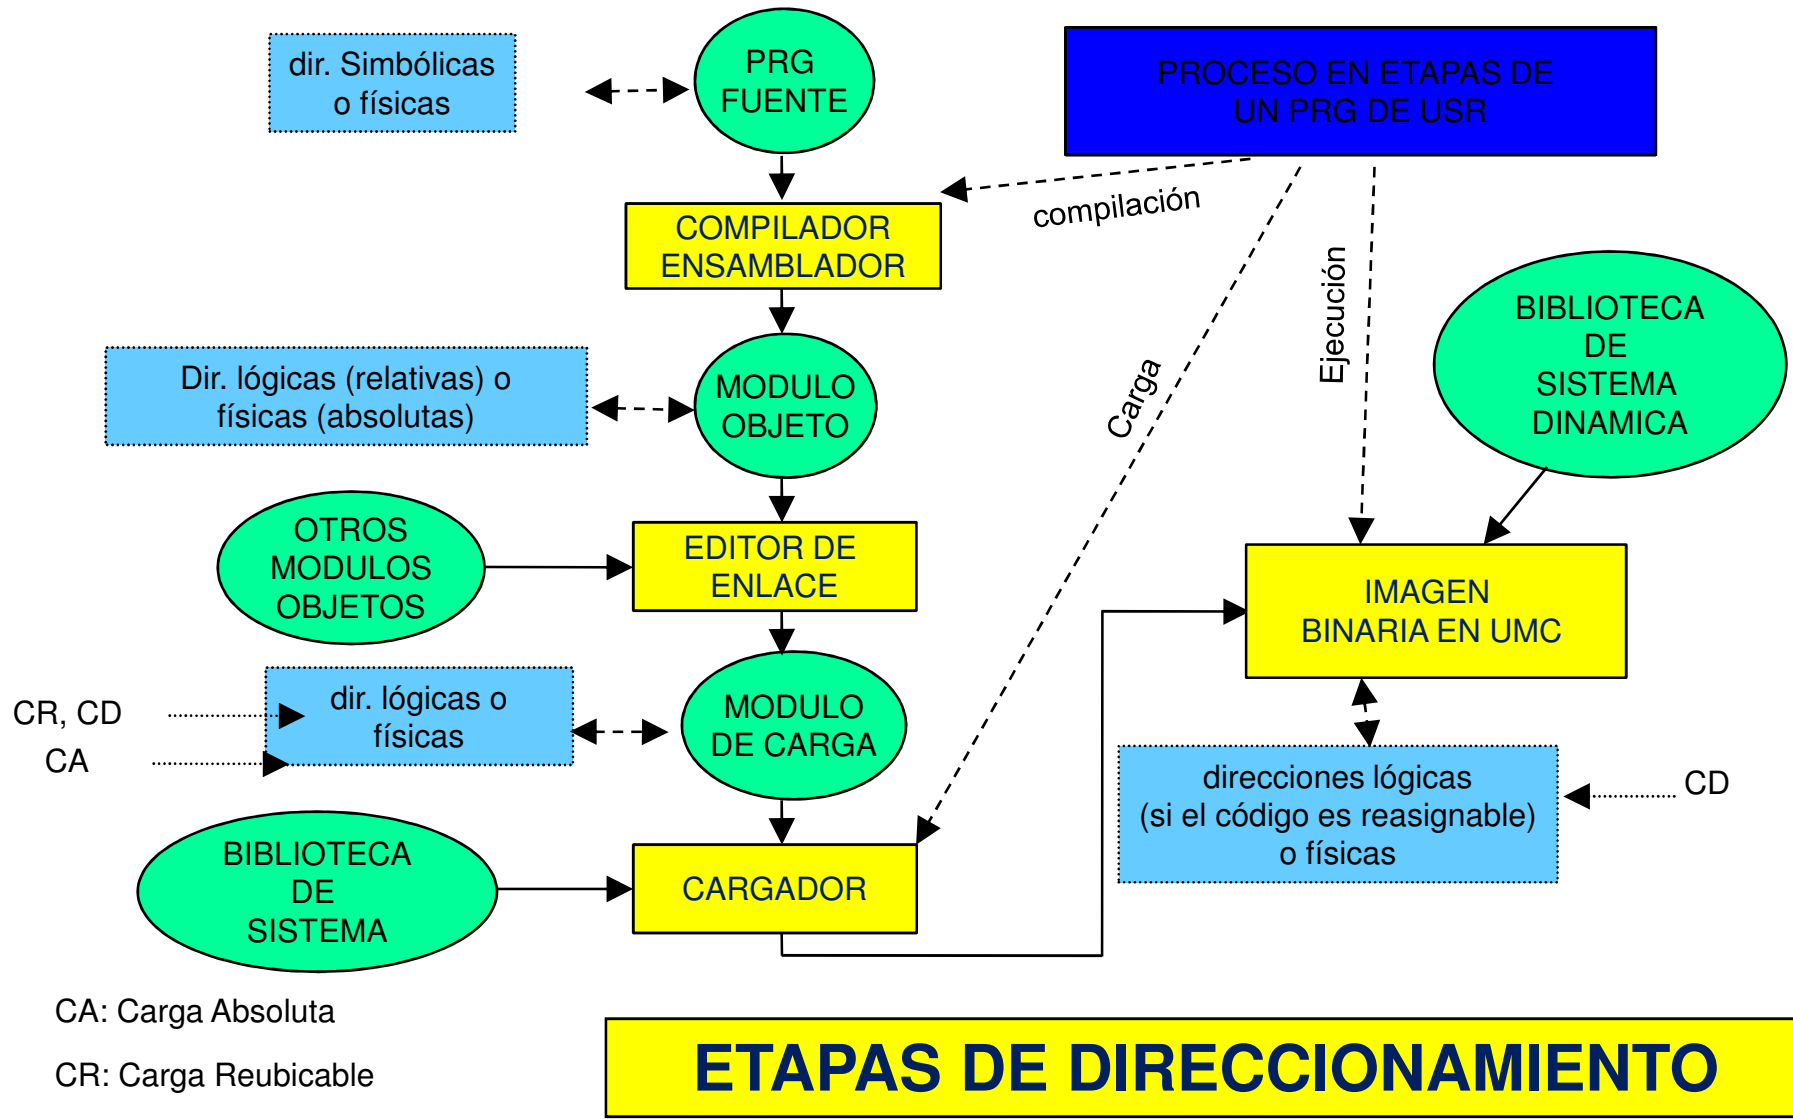 dir. Simbólicas
o físicas
PRG
FUENTE
PROCESO EN ETAPAS DE
UN PRG DE USR
compilación
COMPILADOR
ENSAMBLADOR
Ejecución
Carga
BIBLIOTECA
DE
SISTEMA
DINAMICA
Dir. lógicas (relativas) o
físicas (absolutas)
MODULO
OBJETO
OTROS
MODULOS
OBJETOS
EDITOR DE
ENLACE
IMAGEN
BINARIA EN UMC
CR, CD
CA
dir. lógicas o
físicas
MODULO
DE CARGA
direcciones lógicas
(si el código es reasignable)
o físicas
CD
BIBLIOTECA
DE
SISTEMA
CARGADOR
CA: Carga Absoluta
CR: Carga Reubicable
ETAPAS DE DIRECCIONAMIENTO